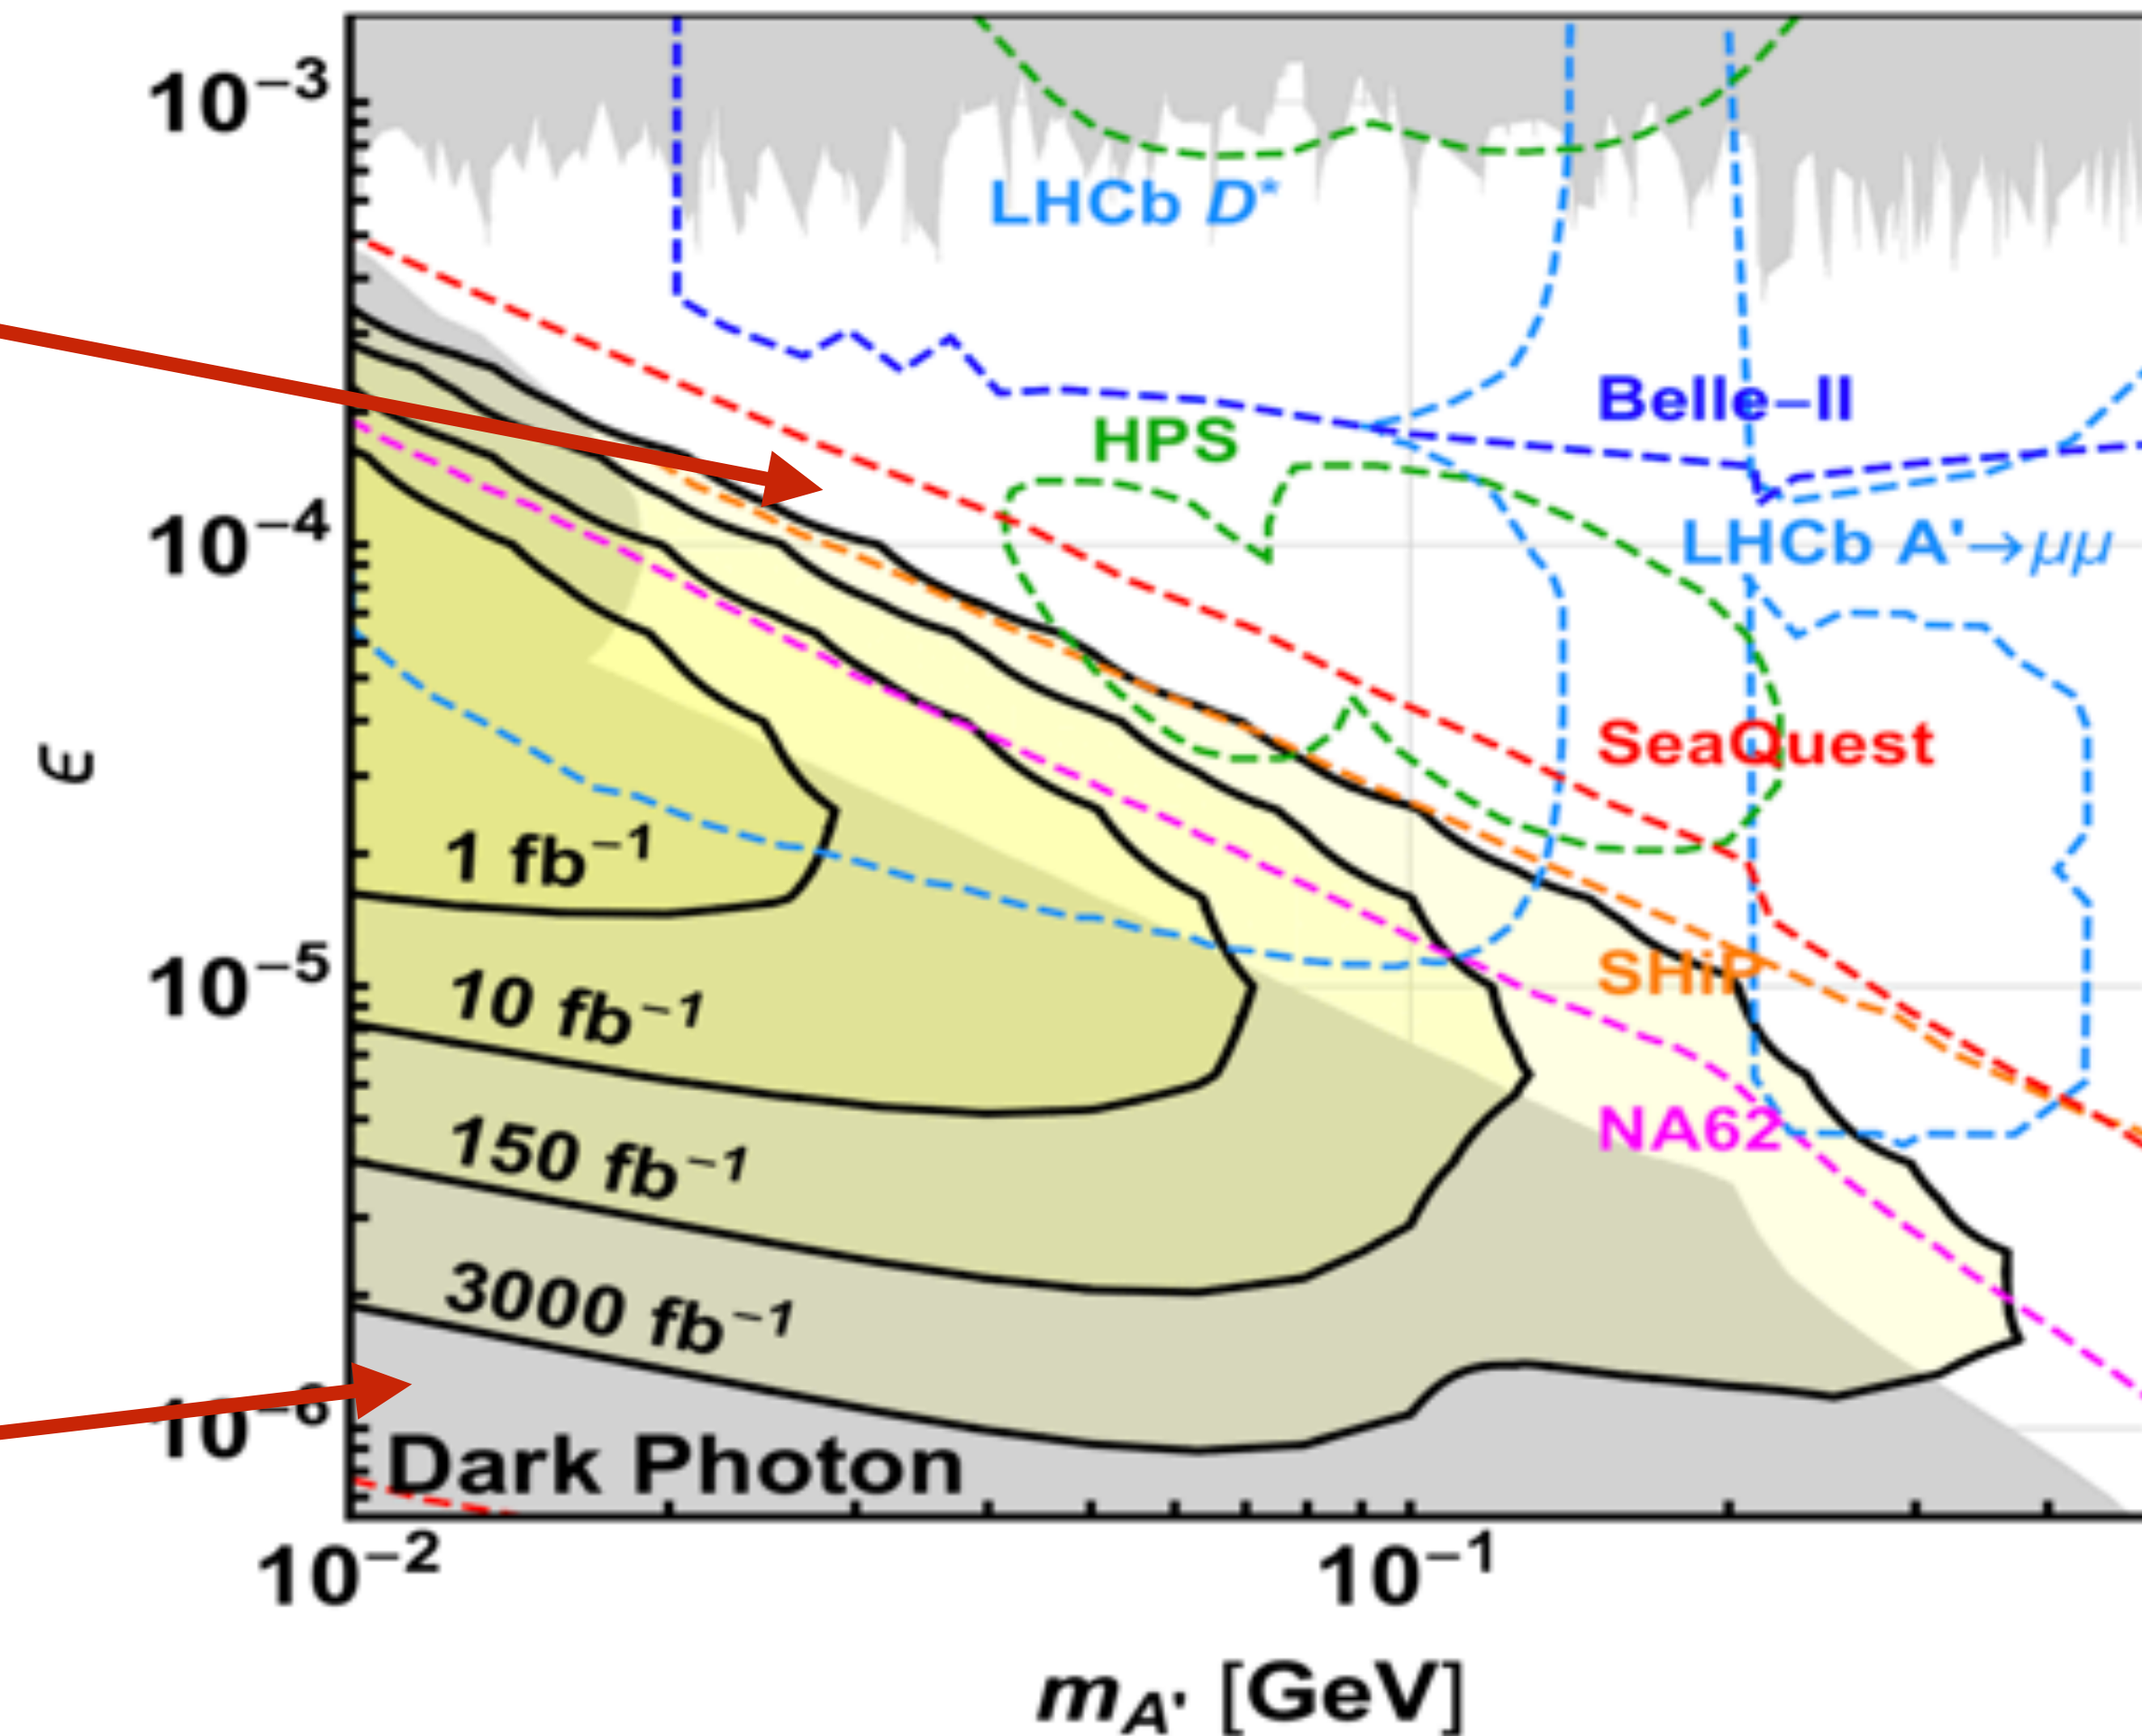 10⁻³
LHCb D*
Belle–II
HPS
10⁻⁴
LHCb A'→μμ
SeaQuest
ϵ
1 fb⁻¹
10⁻⁵
SHiP
10 fb⁻¹
NA62
150 fb⁻¹
3000 fb⁻¹
10⁻⁶
Dark Photon
10⁻²
10⁻¹
m_A' [GeV]